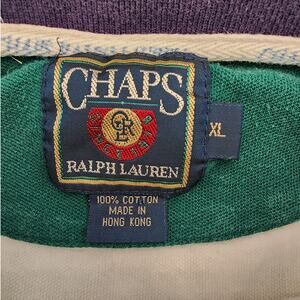 CHAPS
RALPH LAUREN
XL
100% COTTON
MADE IN
HONG KONG